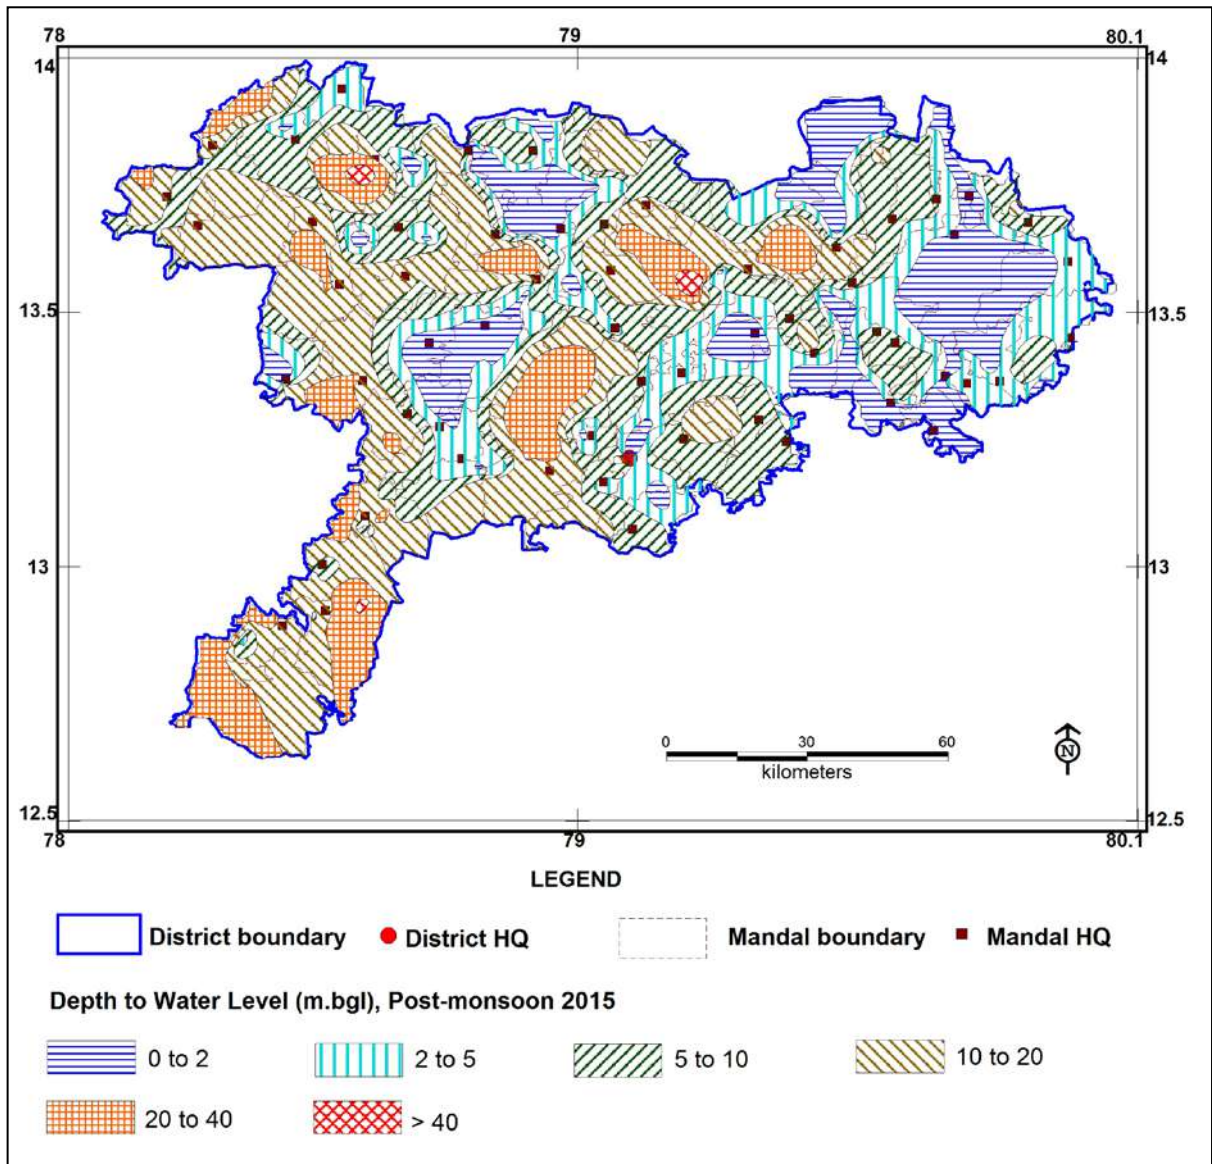 78 79 80.1
14 14
13.5 13.5
13 13
12.5 12.5
78 79 80.1
0 30 60
kilometers
N
LEGEND
District boundary District HQ Mandal boundary Mandal HQ
Depth to Water Level (m.bgl), Post-monsoon 2015
0 to 2 2 to 5 5 to 10 10 to 20
20 to 40 > 40